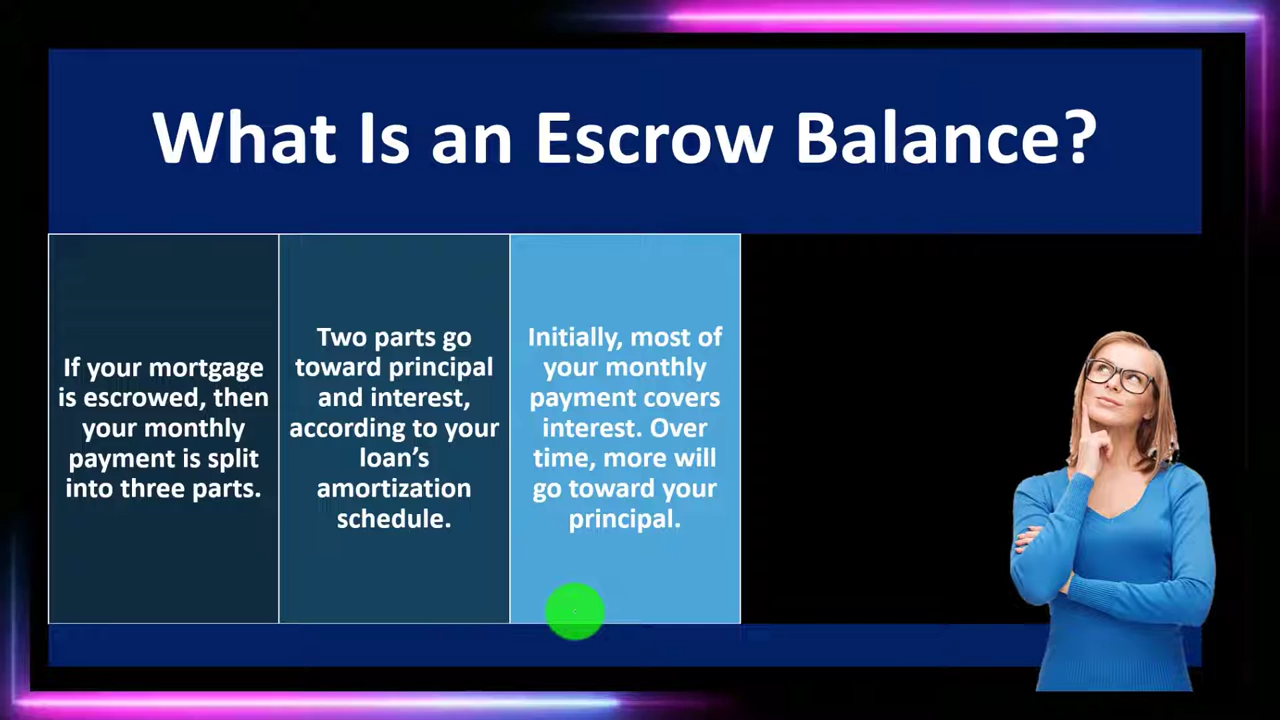 What Is an Escrow Balance?
If your mortgage
is escrowed, then
your monthly
payment is split
into three parts.
Two parts go
toward principal
and interest,
according to your
loan’s
amortization
schedule.
Initially, most of
your monthly
payment covers
interest. Over
time, more will
go toward your
principal.